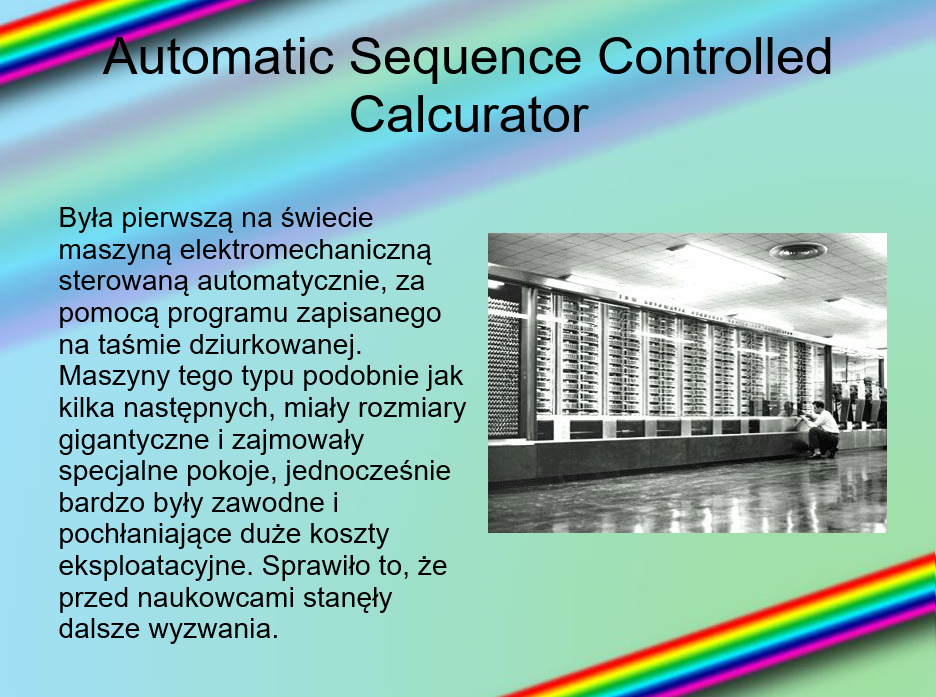 Automatic Sequence Controlled
Calcurator
Była pierwszą na świecie
maszyną elektromechaniczną
sterowaną automatycznie, za
pomocą programu zapisanego
na taśmie dziurkowanej.
Maszyny tego typu podobnie jak
kilka następnych, miały rozmiary
gigantyczne i zajmowały
specjalne pokoje, jednocześnie
bardzo były zawodne i
pochłaniające duże koszty
eksploatacyjne. Sprawiło to, że
przed naukowcami stanęły
dalsze wyzwania.